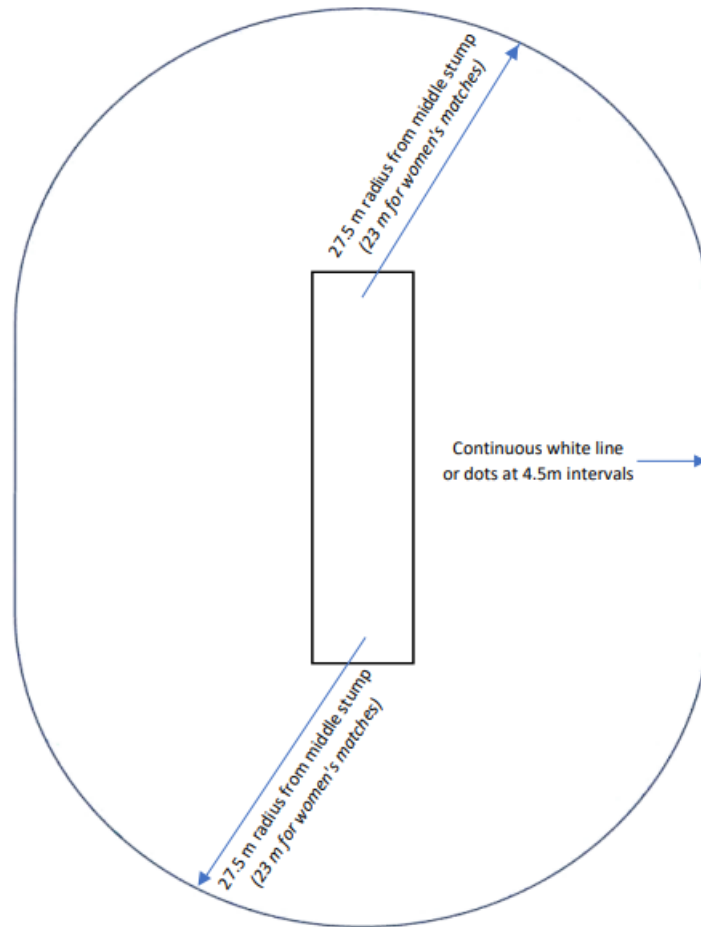 27.5 m radius from middle stump
(23 m for women's matches)
Continuous white line
or dots at 4.5m intervals
27.5 m radius from middle stump
(23 m for women's matches)